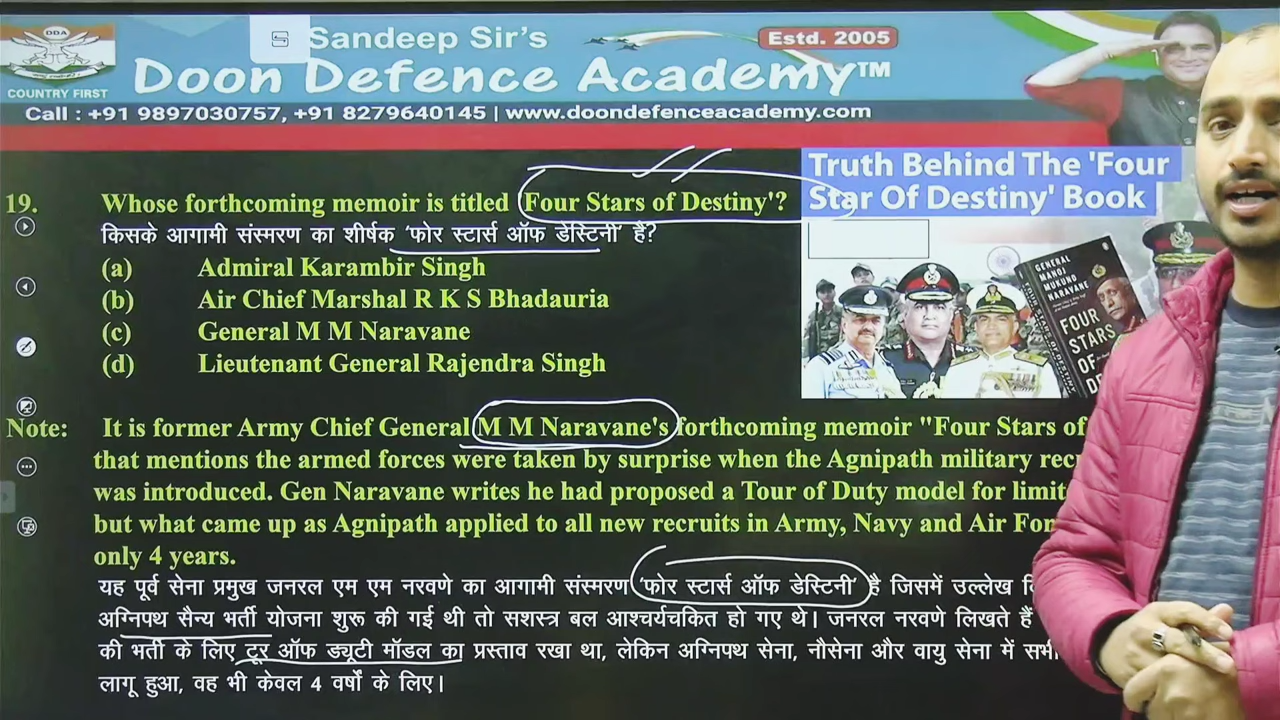 DDA
COUNTRY FIRST
Sandeep Sir's
Estd. 2005
Doon Defence Academy™
Call : +91 9897030757, +91 8279640145 | www.doondefenceacademy.com
Truth Behind The 'Four
Star Of Destiny' Book
19. Whose forthcoming memoir is titled 'Four Stars of Destiny'?
किसके आगामी संस्मरण का शीर्षक ‘फोर स्टार्स ऑफ डेस्टिनी’ है?
(a) Admiral Karambir Singh
(b) Air Chief Marshal R K S Bhadauria
(c) General M M Naravane
(d) Lieutenant General Rajendra Singh
GENERAL
MANOJ
MUKUND
NARAVANE
FOUR
STARS
OF
Note: It is former Army Chief General M M Naravane's forthcoming memoir "Four Stars of
that mentions the armed forces were taken by surprise when the Agnipath military
was introduced. Gen Naravane writes he had proposed a Tour of Duty model for
but what came up as Agnipath applied to all new recruits in Army, Navy and Air
only 4 years.
यह पूर्व सेना प्रमुख जनरल एम एम नरवणे का आगामी संस्मरण ‘फोर स्टार्स ऑफ डेस्टिनी’ है जिसमें उल्लेख
अग्निपथ सैन्य भर्ती योजना शुरू की गई थी तो सशस्त्र बल आश्चर्यचकित हो गए थे। जनरल नरवणे लिखते हैं
की भर्ती के लिए टूर ऑफ ड्यूटी मॉडल का प्रस्ताव रखा था, लेकिन अग्निपथ सेना, नौसेना और वायु सेना में सभी
लागू हुआ, वह भी केवल 4 वर्षों के लिए।